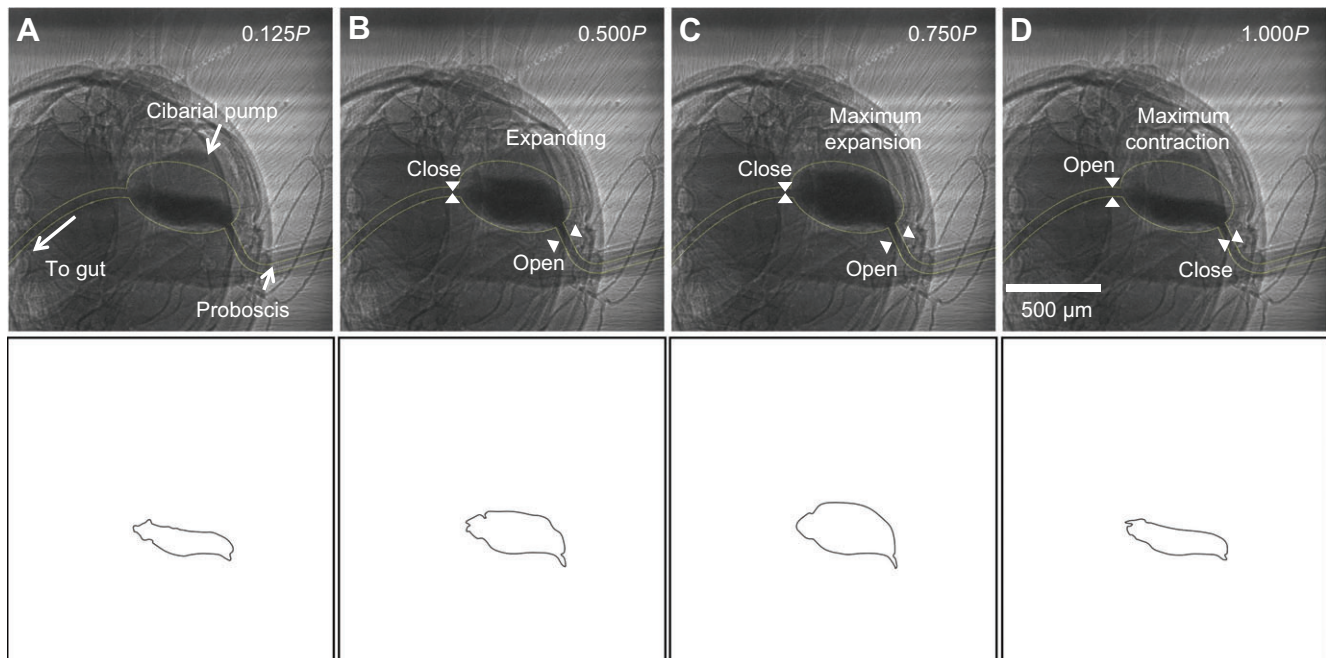 A
0.125P
Cibarial pump
To gut
Proboscis
B
0.500P
Expanding
Close
Open
C
0.750P
Maximum
expansion
Close
Open
D
1.000P
Maximum
contraction
Open
Close
500 µm